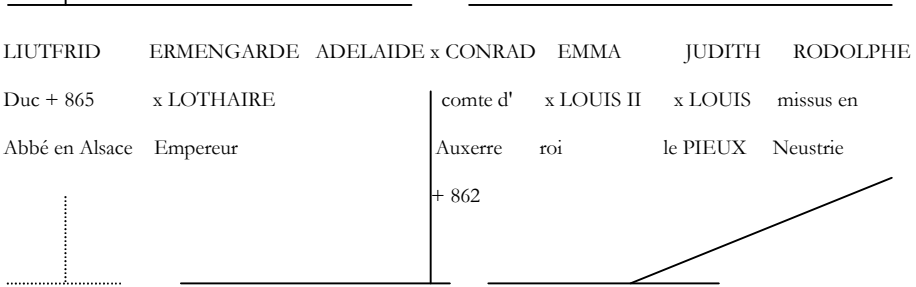 LIUTFRID ERMENGARDE ADELAIDE x CONRAD EMMA JUDITH RODOLPHE
Duc + 865 x LOTHAIRE comte d' x LOUIS II x LOUIS missus en
Abbé en Alsace Empereur Auxerre roi le PIEUX Neustrie
+ 862